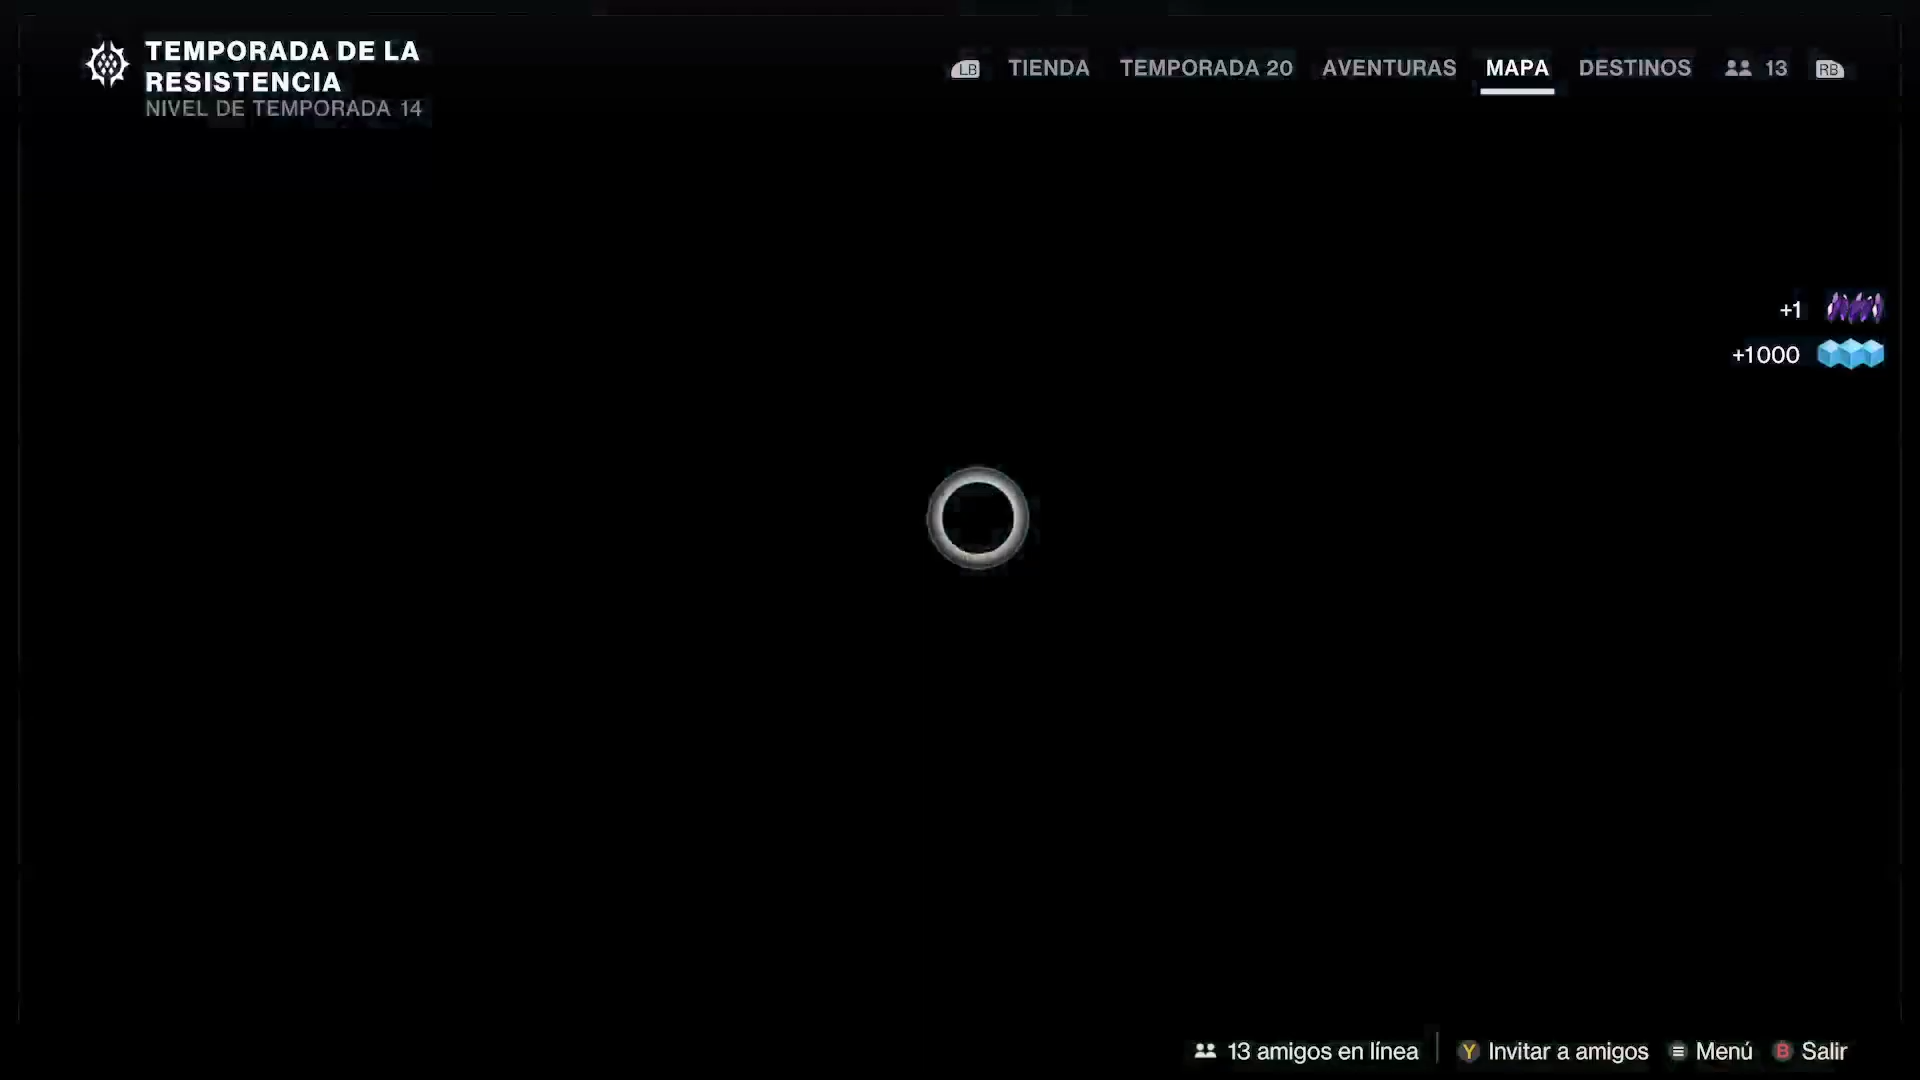 TEMPORADA DE LA
RESISTENCIA
NIVEL DE TEMPORADA 14
LB TIENDA TEMPORADA 20 AVENTURAS MAPA DESTINOS 13 RB
+1
+1000
13 amigos en línea Y Invitar a amigos Menú B Salir